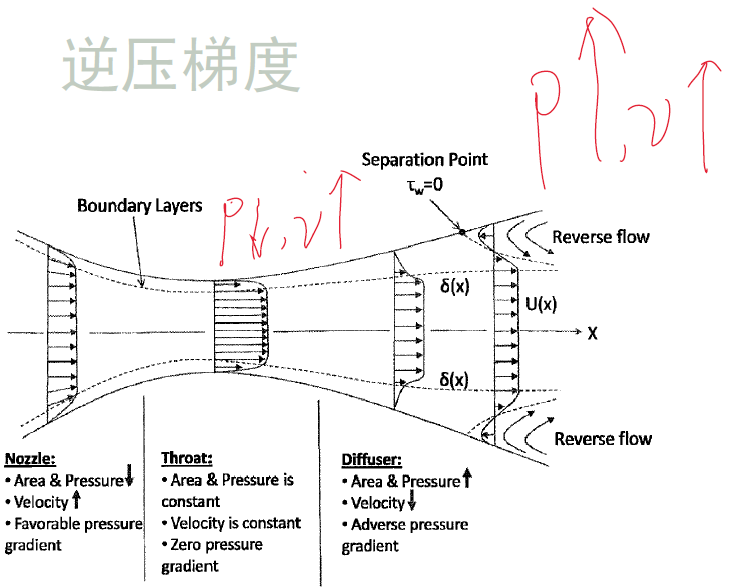 逆压梯度
P↑, v↑
Separation Point
τw=0
Boundary Layers
P↓, v↑
Reverse flow
δ(x)
U(x)
X
δ(x)
Reverse flow
Nozzle:
• Area & Pressure↓
• Velocity↑
• Favorable pressure
gradient
Throat:
• Area & Pressure is
constant
• Velocity is constant
• Zero pressure
gradient
Diffuser:
• Area & Pressure↑
• Velocity↓
• Adverse pressure
gradient